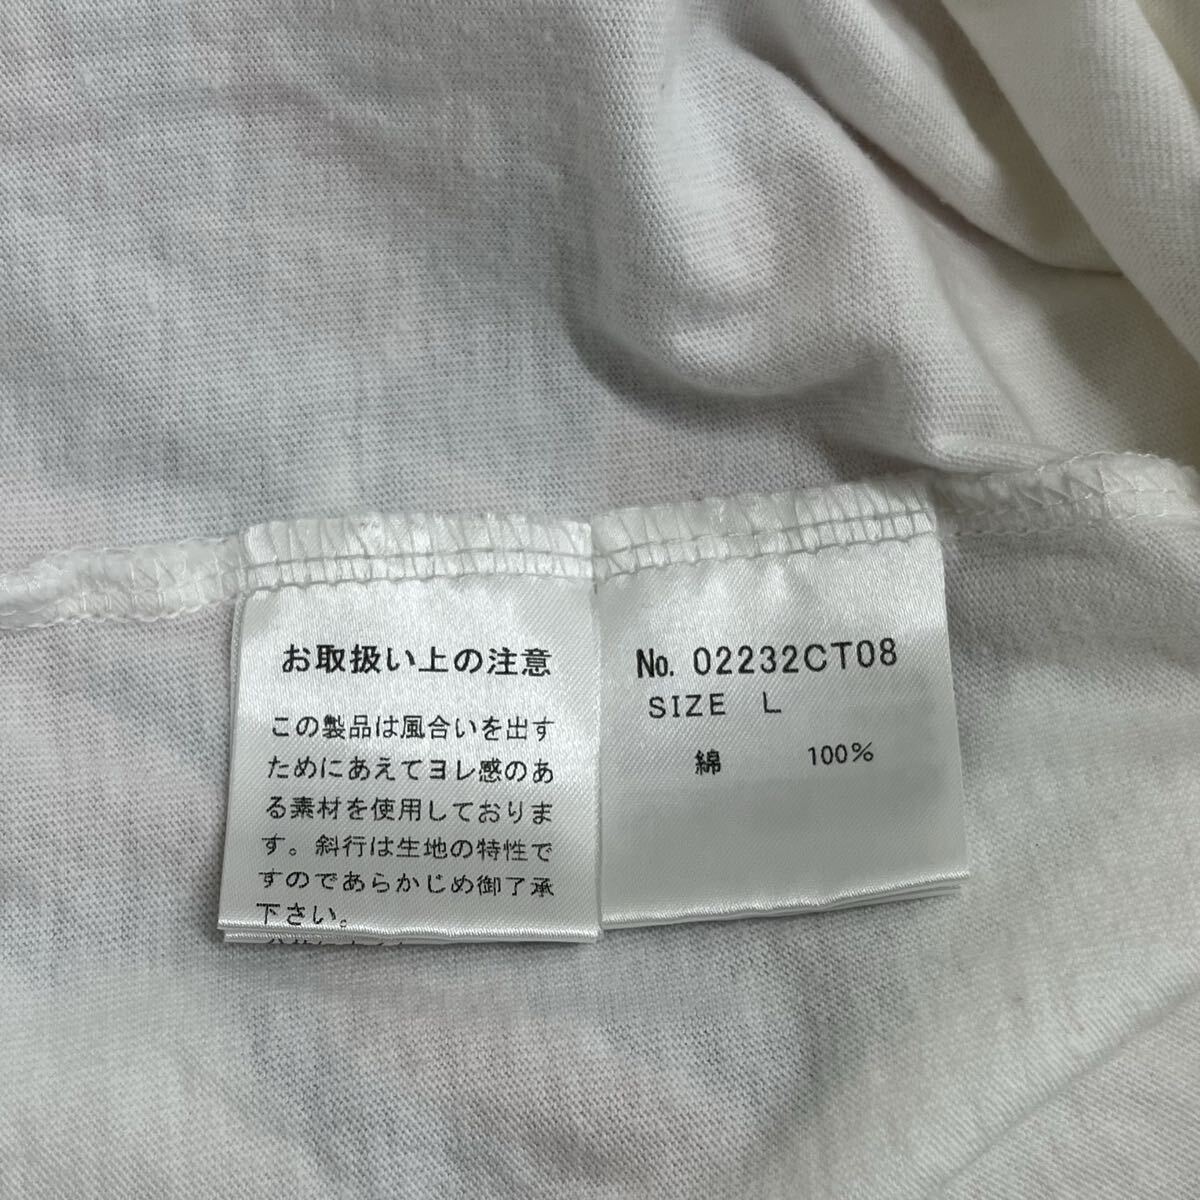 お取扱い上の注意
この製品は風合いを出す
ためにあえてヨレ感のあ
る素材を使用しておりま
す。斜行は生地の特性で
すのであらかじめ御了承
下さい。
No. 02232CT08
SIZE L
綿 100%